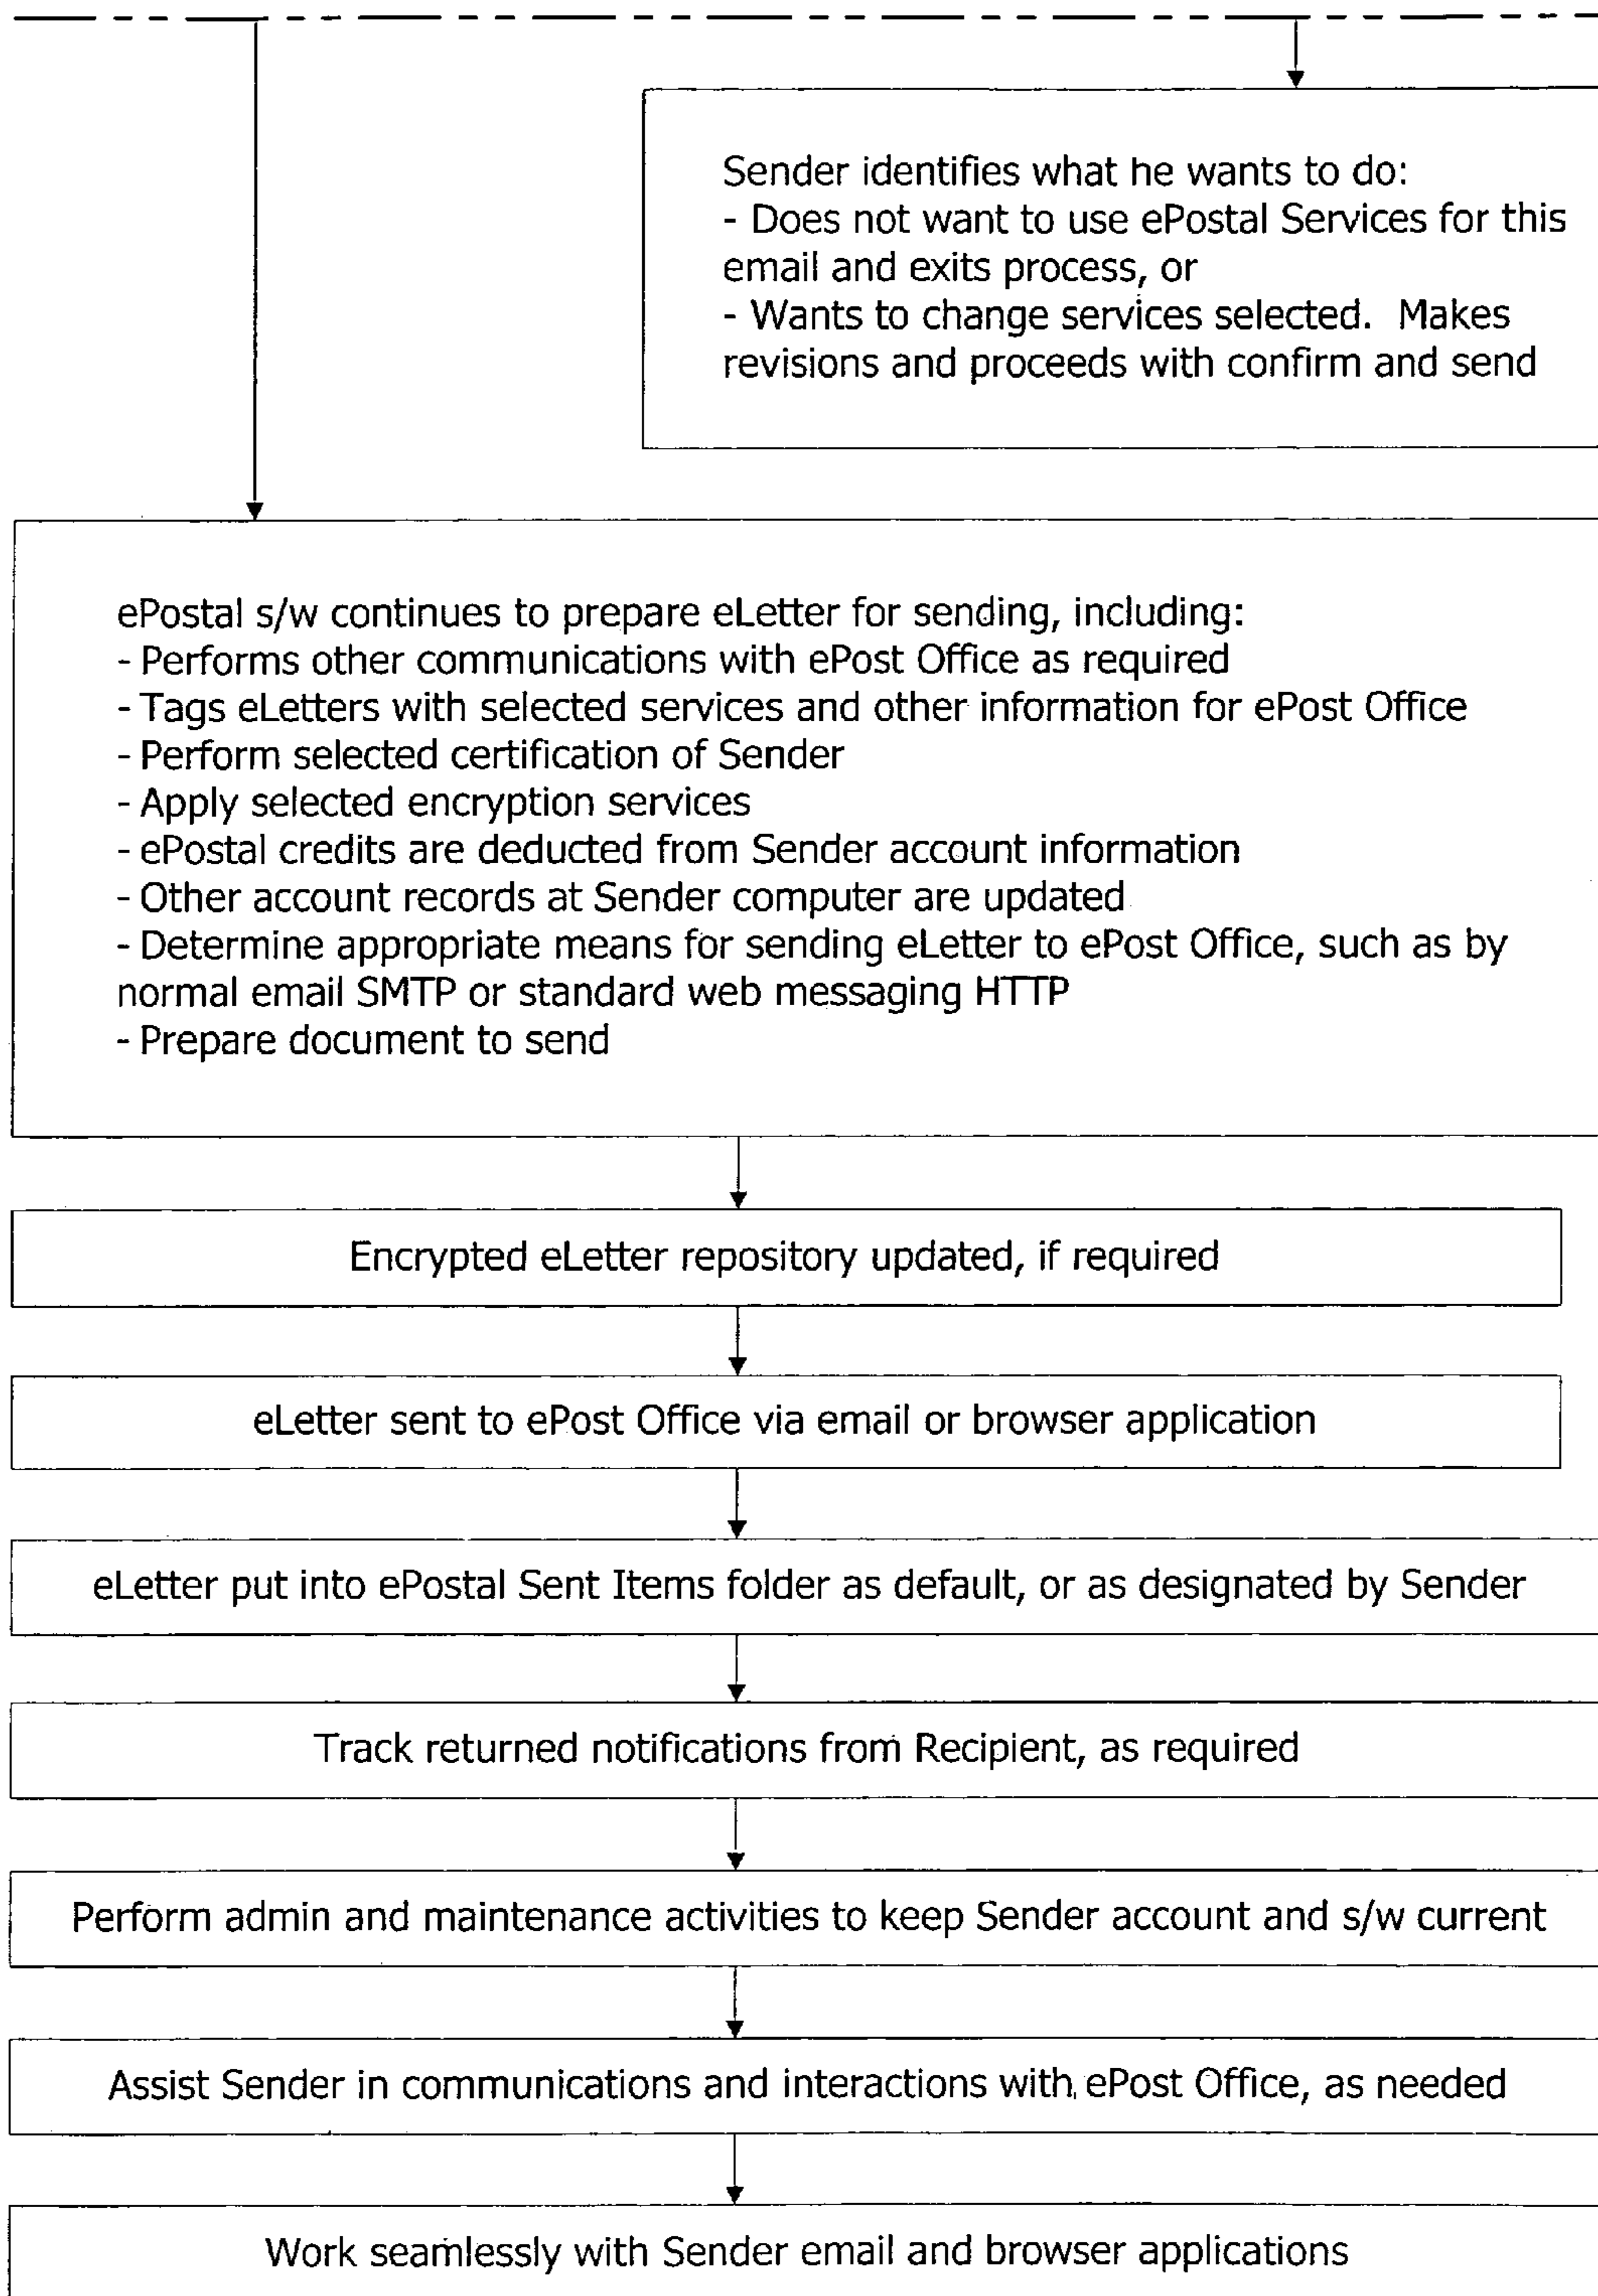 Sender identifies what he wants to do:
- Does not want to use ePostal Services for this
email and exits process, or
- Wants to change services selected.  Makes
revisions and proceeds with confirm and send
ePostal s/w continues to prepare eLetter for sending, including:
- Performs other communications with ePost Office as required
- Tags eLetters with selected services and other information for ePost Office
- Perform selected certification of Sender
- Apply selected encryption services
- ePostal credits are deducted from Sender account information
- Other account records at Sender computer are updated
- Determine appropriate means for sending eLetter to ePost Office, such as by
normal email SMTP or standard web messaging HTTP
- Prepare document to send
Encrypted eLetter repository updated, if required
eLetter sent to ePost Office via email or browser application
eLetter put into ePostal Sent Items folder as default, or as designated by Sender
Track returned notifications from Recipient, as required
Perform admin and maintenance activities to keep Sender account and s/w current
Assist Sender in communications and interactions with ePost Office, as needed
Work seamlessly with Sender email and browser applications